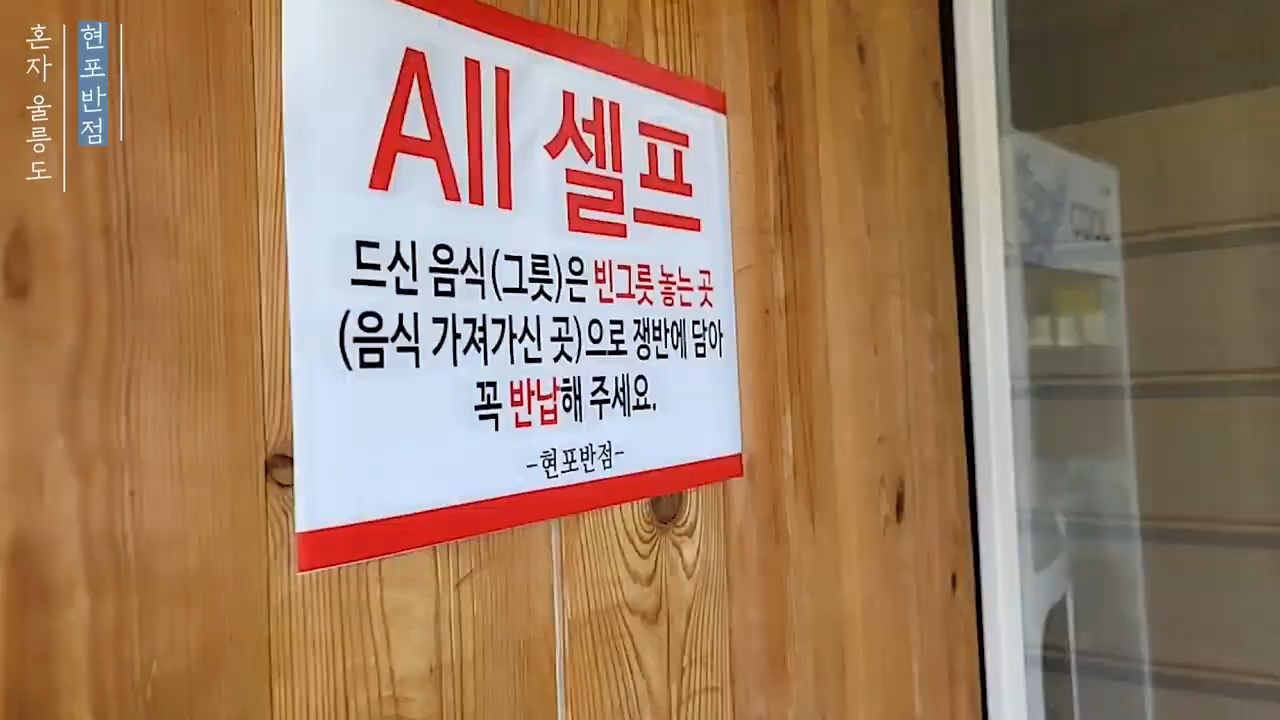 혼자 울릉도
현포반점
All 셀프
드신 음식(그릇)은 빈그릇 놓는 곳
(음식 가져가신 곳)으로 쟁반에 담아
꼭 반납해 주세요.
-현포반점-